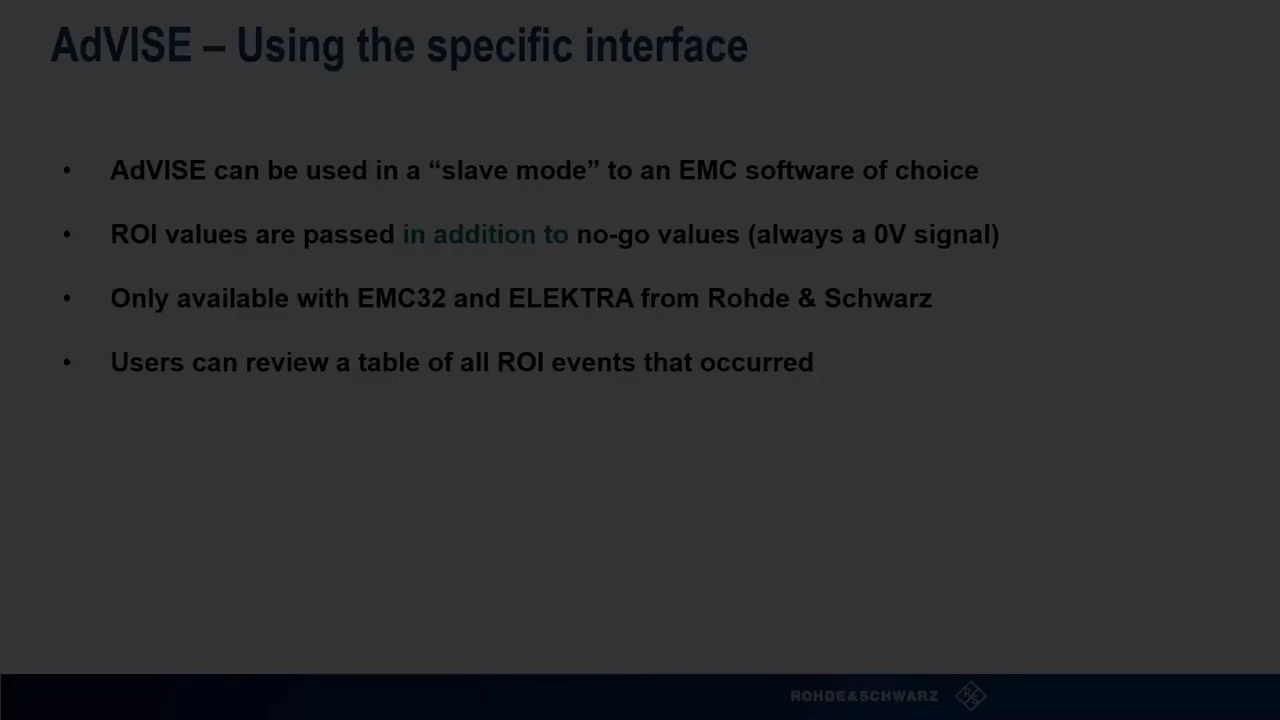 AdVISE – Using the specific interface
• AdVISE can be used in a “slave mode” to an EMC software of choice
• ROI values are passed in addition to no-go values (always a 0V signal)
• Only available with EMC32 and ELEKTRA from Rohde & Schwarz
• Users can review a table of all ROI events that occurred
ROHDE&SCHWARZ